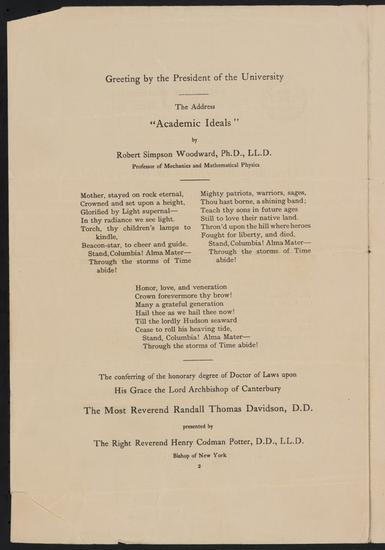 Greeting by the President of the University
The Address
"Academic Ideals"
by
Robert Simpson Woodward, Ph.D., LL.D.
Professor of Mechanics and Mathematical Physics
Mother, stayed on rock eternal,
Crowned and set upon a height,
Glorified by Light supernal—
In thy radiance we see light.
Torch, thy children's lamps to
kindle,
Beacon-star, to cheer and guide.
Stand, Columbia! Alma Mater—
Through the storms of Time
abide!
Mighty patriots, warriors, sages,
Thou hast borne, a shining band;
Teach thy sons in future ages
Still to love their native land.
Thron'd upon the hill where heroes
Fought for liberty, and died,
Stand, Columbia! Alma Mater—
Through the storms of Time
abide!
Honor, love, and veneration
Crown forevermore thy brow!
Many a grateful generation
Hail thee as we hail thee now!
Till the lordly Hudson seaward
Cease to roll his heaving tide,
Stand, Columbia! Alma Mater—
Through the storms of Time abide!
The conferring of the honorary degree of Doctor of Laws upon
His Grace the Lord Archbishop of Canterbury
The Most Reverend Randall Thomas Davidson, D.D.
presented by
The Right Reverend Henry Codman Potter, D.D., LL.D.
Bishop of New York
2